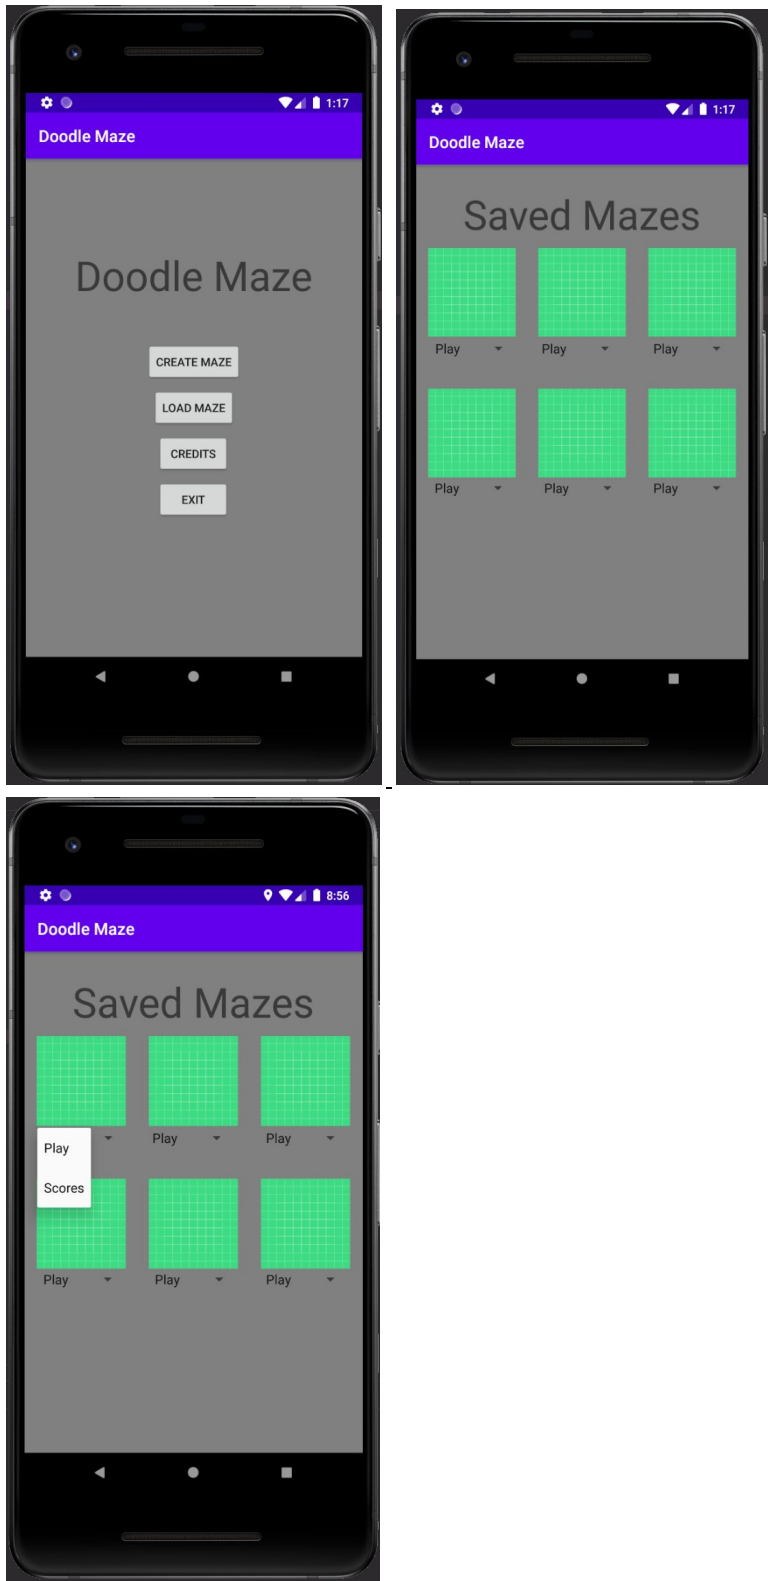 1:17
Doodle Maze
Doodle Maze
CREATE MAZE
LOAD MAZE
CREDITS
EXIT
1:17
Doodle Maze
Saved Mazes
Play Play Play
Play Play Play
8:56
Doodle Maze
Saved Mazes
Play Play
Play
Scores
Play Play Play